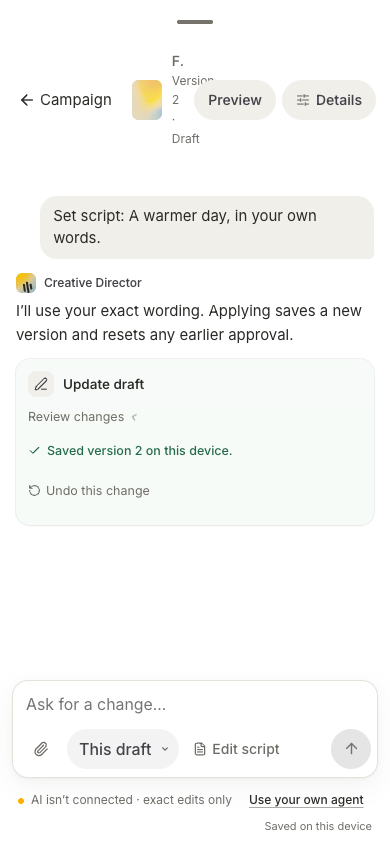 F.
Version
2
·
Draft
Campaign
Preview
Details
Set script: A warmer day, in your own
words.
Creative Director
I’ll use your exact wording. Applying saves a new
version and resets any earlier approval.
Update draft
Review changes
Saved version 2 on this device.
Undo this change
Ask for a change...
This draft
Edit script
AI isn’t connected · exact edits only
Use your own agent
Saved on this device